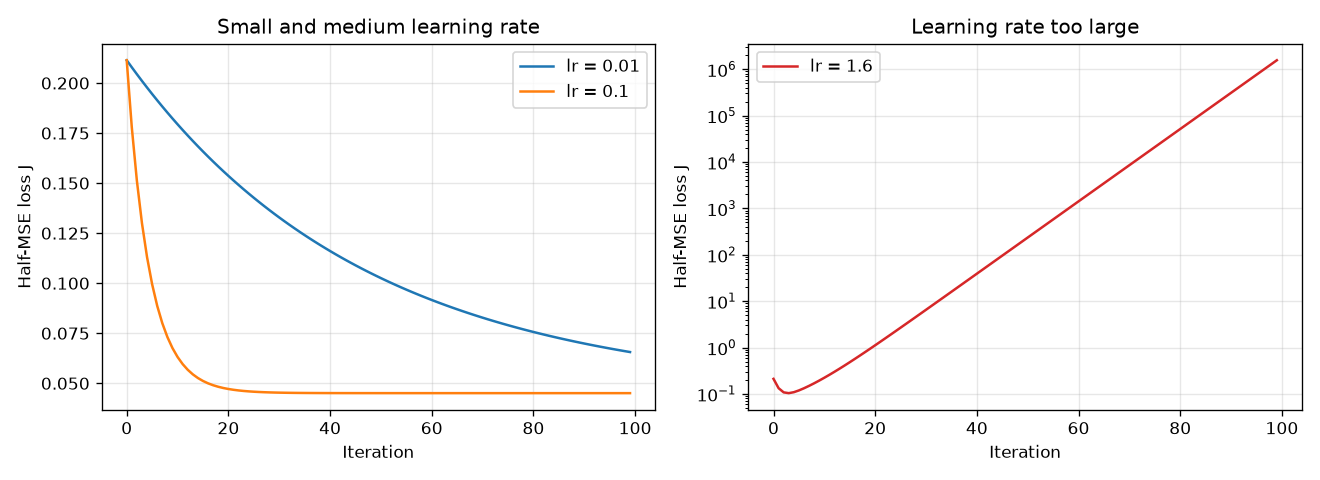 Small and medium learning rate
Half-MSE loss J
0.200
0.175
0.150
0.125
0.100
0.075
0.050
lr = 0.01
lr = 0.1
0 20 40 60 80 100
Iteration
Learning rate too large
Half-MSE loss J
10⁶
10⁵
10⁴
10³
10²
10¹
10⁰
10⁻¹
lr = 1.6
0 20 40 60 80 100
Iteration